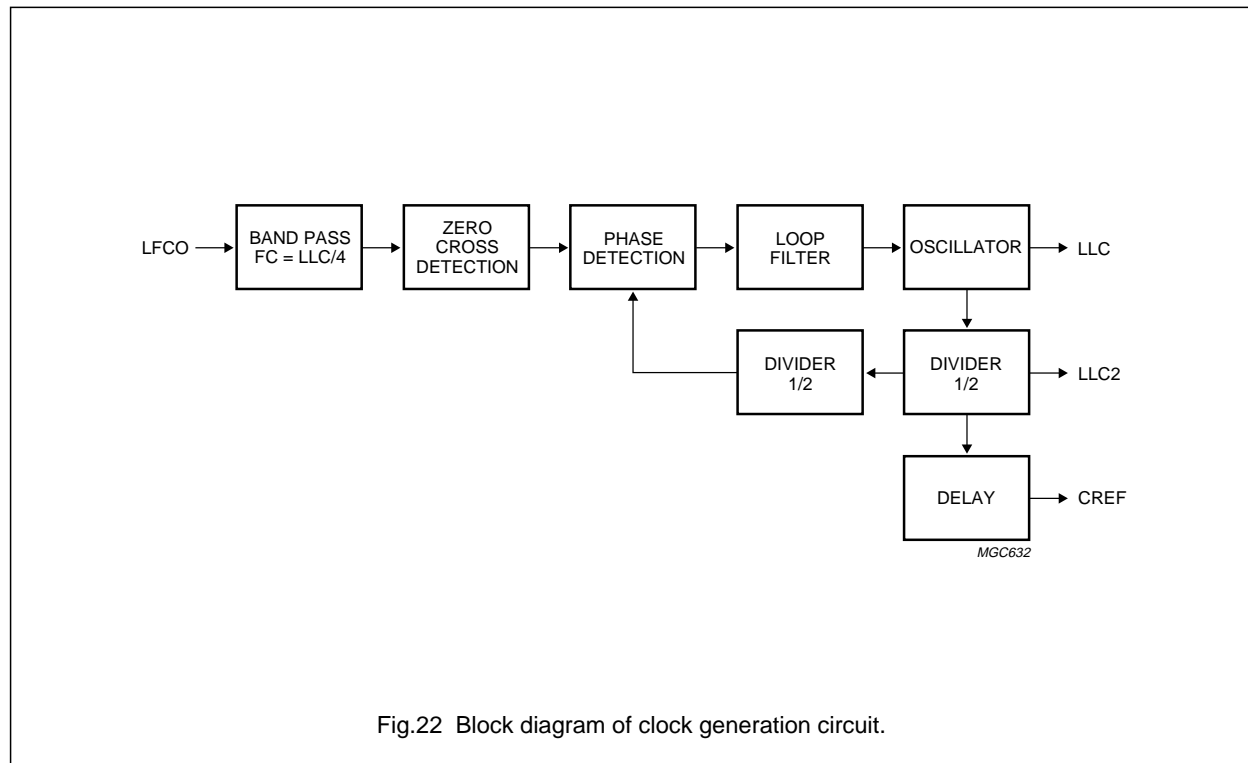 LFCO
BAND PASS
FC = LLC/4
ZERO
CROSS
DETECTION
PHASE
DETECTION
LOOP
FILTER
OSCILLATOR
LLC
DIVIDER
1/2
DIVIDER
1/2
LLC2
DELAY
CREF
MGC632
Fig.22 Block diagram of clock generation circuit.